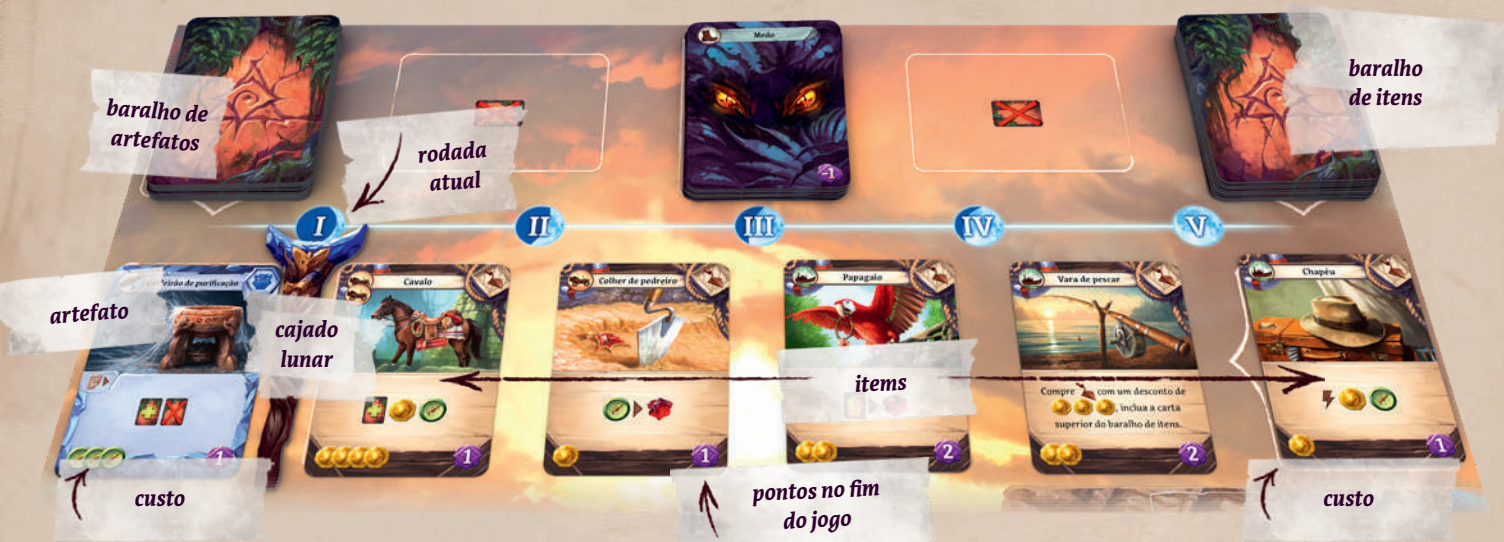 Medo
-1
baralho de
artefatos
rodada
atual
baralho
de itens
I
II
III
IV
V
de purificação
Cavalo
Colher de pedreiro
Papagaio
Vara de pescar
Chapéu
artefato
cajado
lunar
items
Compre com um desconto de
, inclua a carta
superior do baralho de itens.
1
1
1
2
2
1
custo
pontos no fim
do jogo
custo